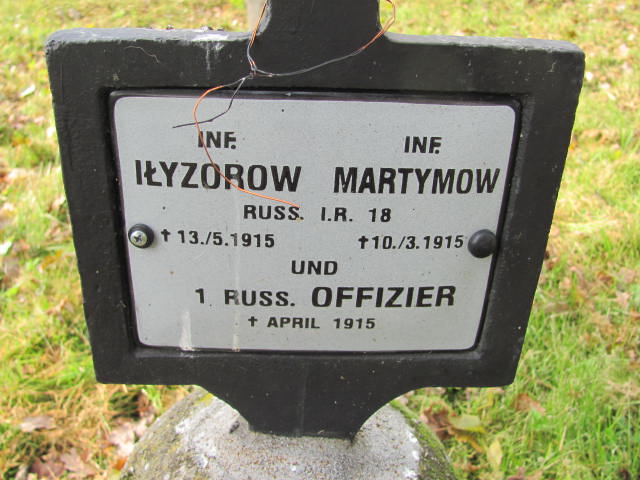 INF. INF.
IŁYZOROW MARTYMOW
RUSS. I.R. 18
† 13./5.1915 † 10./3.1915
UND
1 RUSS. OFFIZIER
† APRIL 1915